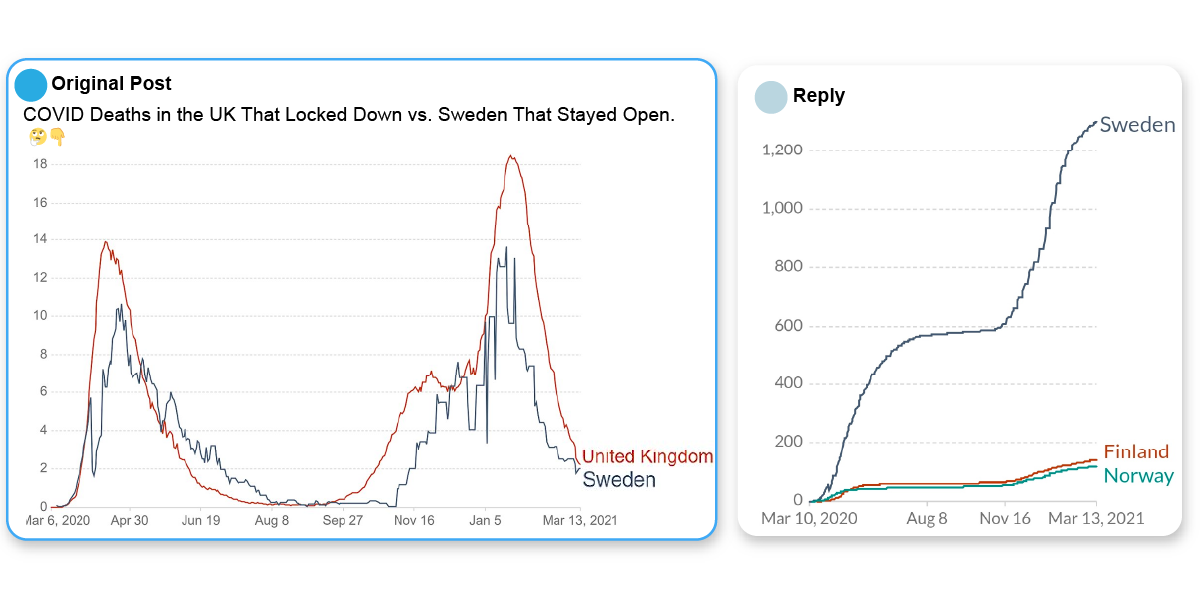 Original Post
COVID Deaths in the UK That Locked Down vs. Sweden That Stayed Open.
🤔👇
18
16
14
12
10
8
6
4
2
0
Mar 6, 2020 Apr 30 Jun 19 Aug 8 Sep 27 Nov 16 Jan 5 Mar 13, 2021
United Kingdom
Sweden
Reply
Sweden
1,200
1,000
800
600
400
200
0
Finland
Norway
Mar 10, 2020 Aug 8 Nov 16 Mar 13, 2021